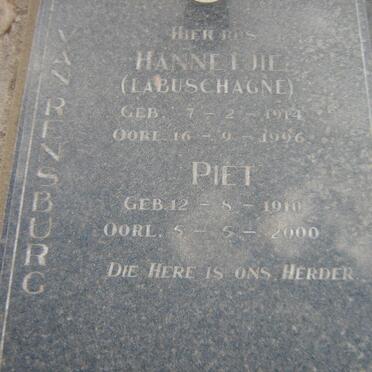 VAN RENSBURG
HIER RUS
HANNETJIE
(LABUSCHAGNE)
GEB. 7 - 2 - 1914
OORL. 16 - 9 - 1996
PIET
GEB. 12 - 8 - 1910
OORL. 5 - 5 - 2000
DIE HERE IS ONS HERDER